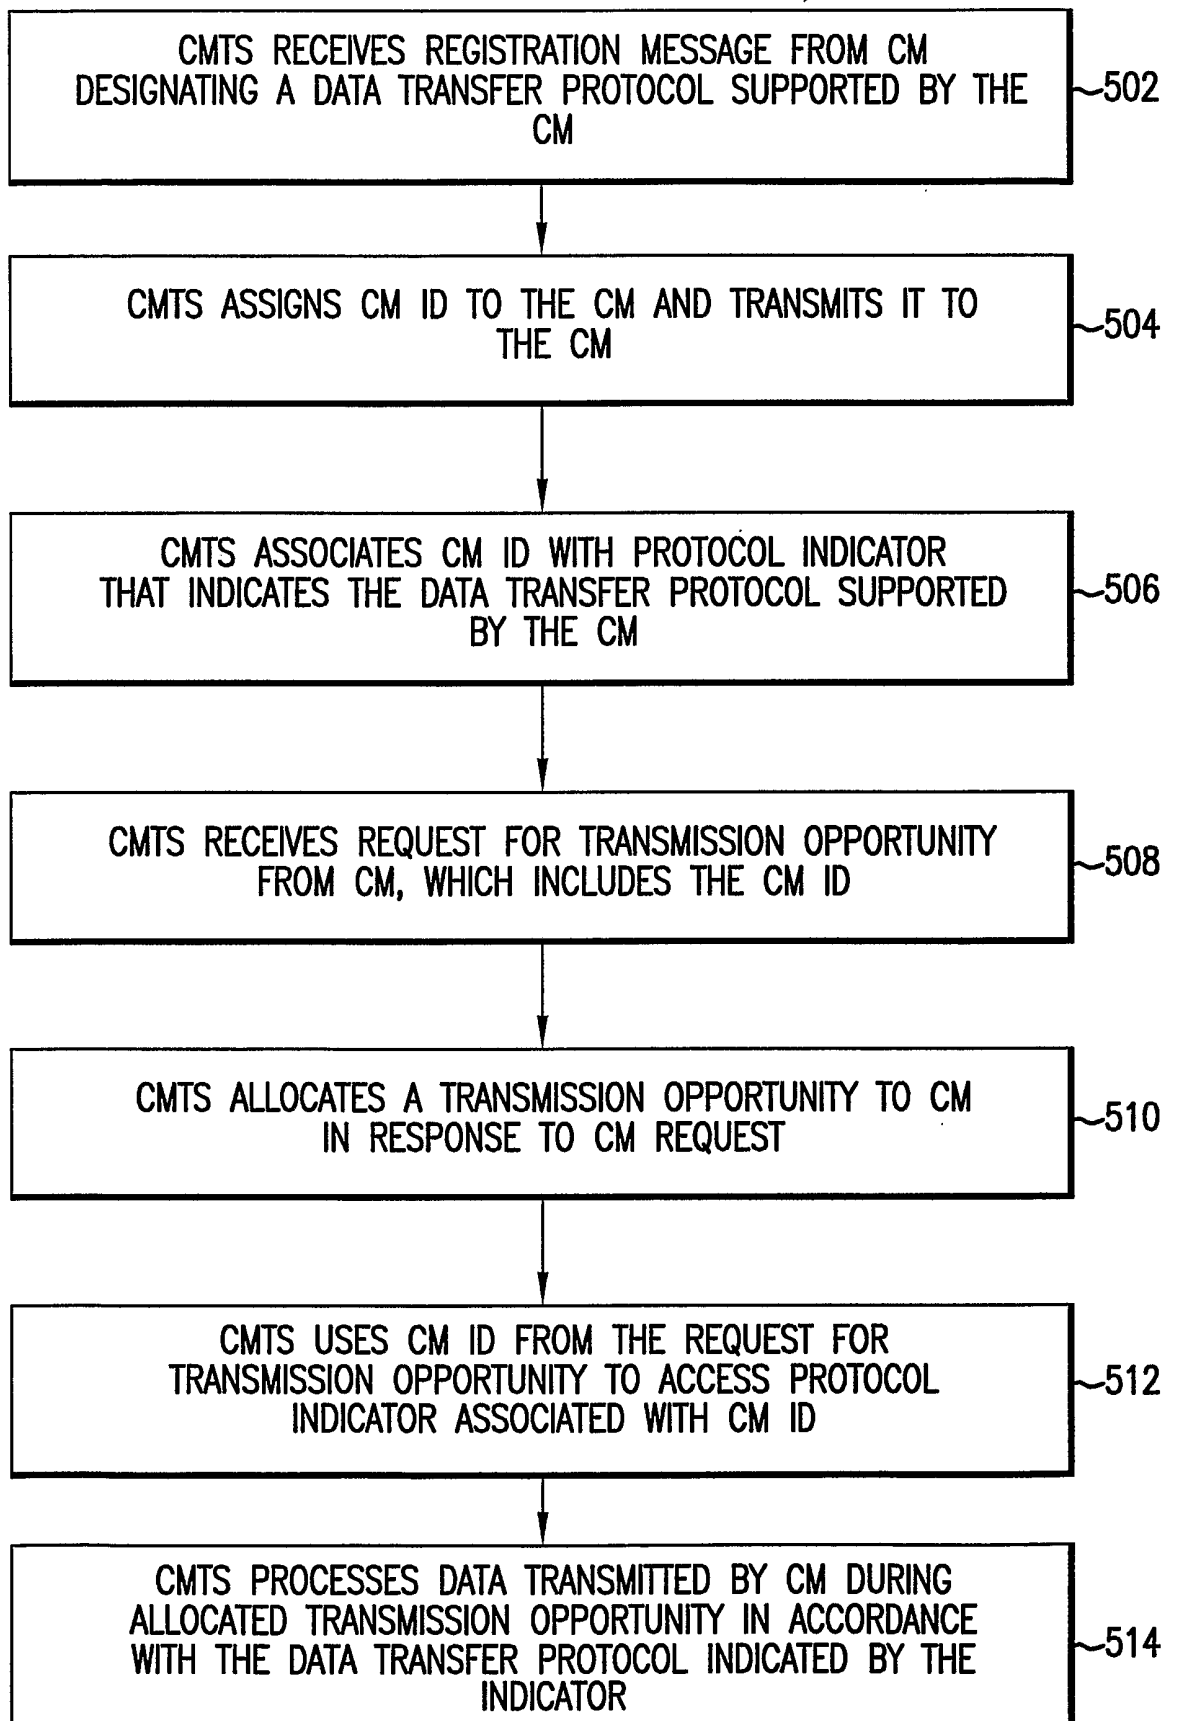 CMTS RECEIVES REGISTRATION MESSAGE FROM CM
DESIGNATING A DATA TRANSFER PROTOCOL SUPPORTED BY THE
CM
502
CMTS ASSIGNS CM ID TO THE CM AND TRANSMITS IT TO
THE CM
504
CMTS ASSOCIATES CM ID WITH PROTOCOL INDICATOR
THAT INDICATES THE DATA TRANSFER PROTOCOL SUPPORTED
BY THE CM
506
CMTS RECEIVES REQUEST FOR TRANSMISSION OPPORTUNITY
FROM CM, WHICH INCLUDES THE CM ID
508
CMTS ALLOCATES A TRANSMISSION OPPORTUNITY TO CM
IN RESPONSE TO CM REQUEST
510
CMTS USES CM ID FROM THE REQUEST FOR
TRANSMISSION OPPORTUNITY TO ACCESS PROTOCOL
INDICATOR ASSOCIATED WITH CM ID
512
CMTS PROCESSES DATA TRANSMITTED BY CM DURING
ALLOCATED TRANSMISSION OPPORTUNITY IN ACCORDANCE
WITH THE DATA TRANSFER PROTOCOL INDICATED BY THE
INDICATOR
514